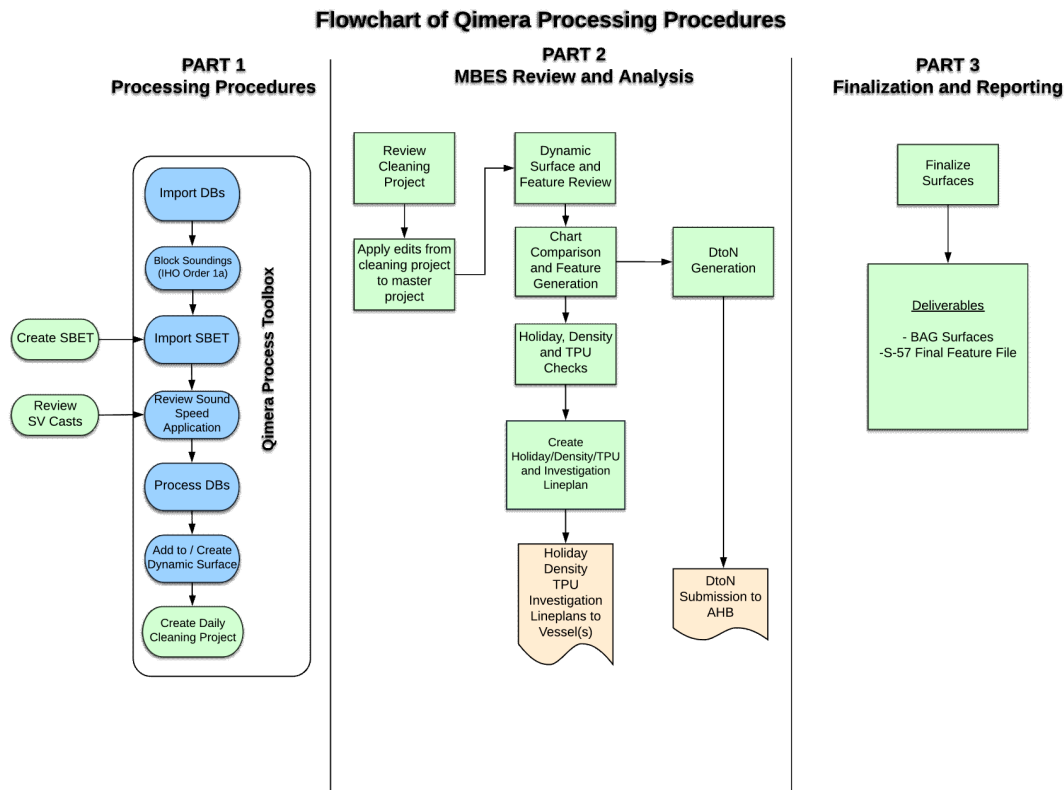 Flowchart of Qimera Processing Procedures
PART 1
Processing Procedures
Import DBs
Block Soundings
(IHO Order 1a)
Create SBET
Import SBET
Review
SV Casts
Review Sound
Speed
Application
Process DBs
Add to / Create
Dynamic Surface
Create Daily
Cleaning Project
Qimera Process Toolbox
PART 2
MBES Review and Analysis
Review
Cleaning
Project
Apply edits from
cleaning project
to master
project
Dynamic
Surface and
Feature Review
Chart
Comparison
and Feature
Generation
DtoN
Generation
Holiday, Density
and TPU
Checks
Create
Holiday/Density/TPU
and Investigation
Lineplan
Holiday
Density
TPU
Investigation
Lineplans to
Vessel(s)
DtoN
Submission to
AHB
PART 3
Finalization and Reporting
Finalize
Surfaces
Deliverables
- BAG Surfaces
-S-57 Final Feature File